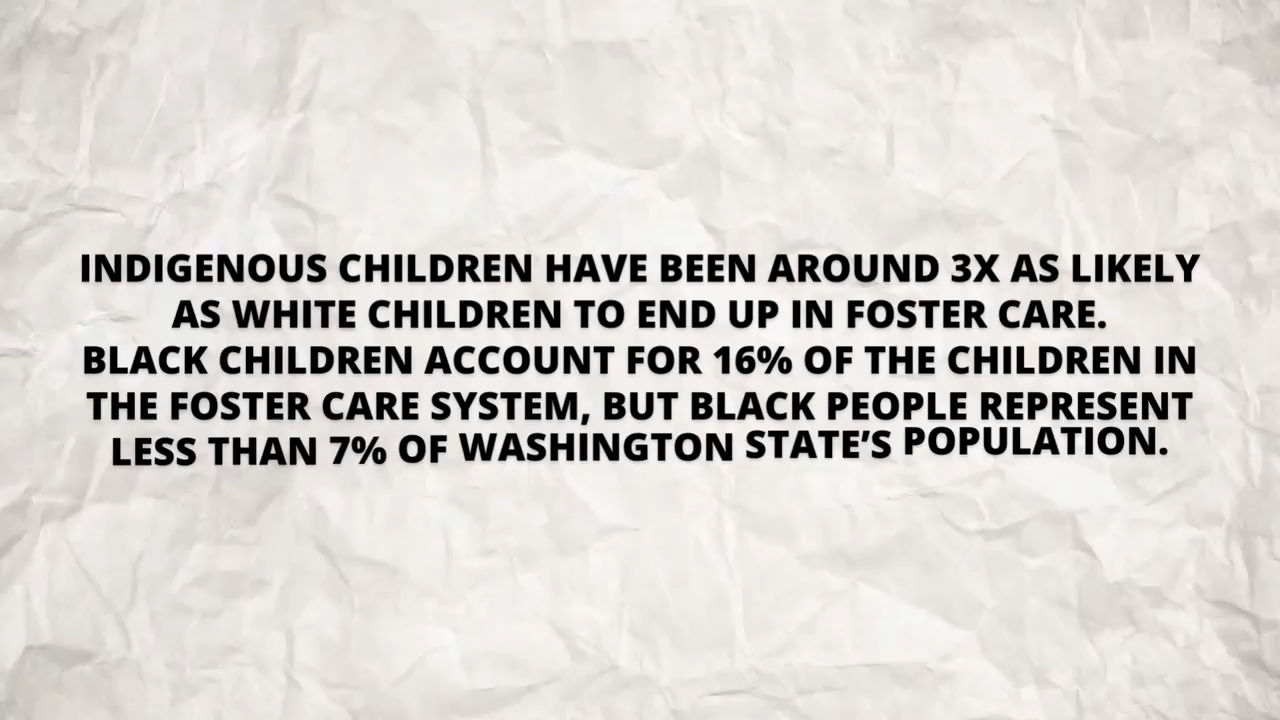 INDIGENOUS CHILDREN HAVE BEEN AROUND 3X AS LIKELY
AS WHITE CHILDREN TO END UP IN FOSTER CARE.
BLACK CHILDREN ACCOUNT FOR 16% OF THE CHILDREN IN
THE FOSTER CARE SYSTEM, BUT BLACK PEOPLE REPRESENT
LESS THAN 7% OF WASHINGTON STATE’S POPULATION.